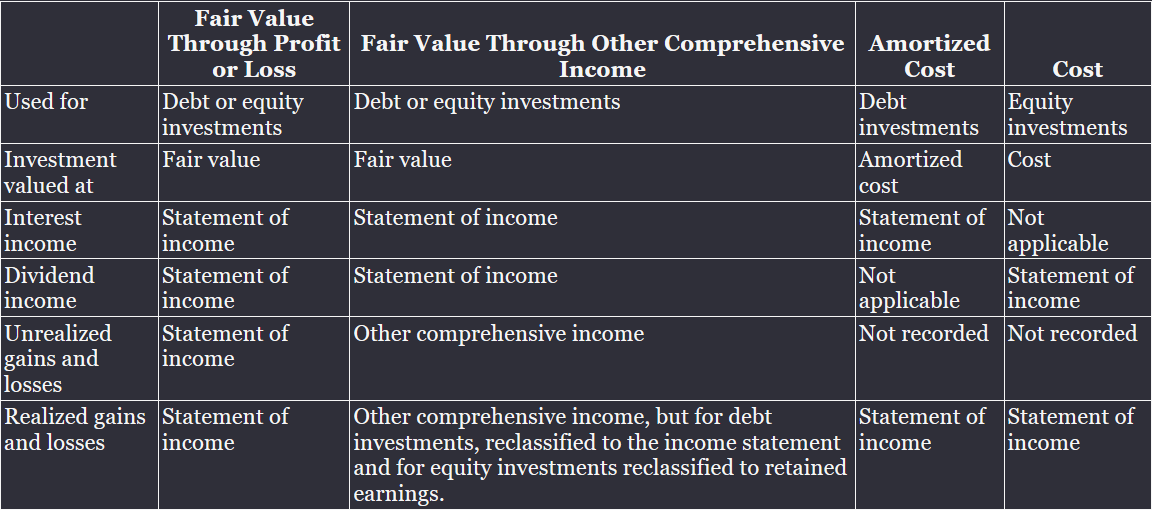 Fair Value
Through Profit
or Loss
Fair Value Through Other Comprehensive
Income
Amortized
Cost
Cost
Used for
Debt or equity
investments
Debt or equity investments
Debt
investments
Equity
investments
Investment
valued at
Fair value
Fair value
Amortized
cost
Cost
Interest
income
Statement of
income
Statement of income
Statement of
income
Not
applicable
Dividend
income
Statement of
income
Statement of income
Not
applicable
Statement of
income
Unrealized
gains and
losses
Statement of
income
Other comprehensive income
Not recorded
Not recorded
Realized gains
and losses
Statement of
income
Other comprehensive income, but for debt
investments, reclassified to the income statement
and for equity investments reclassified to retained
earnings.
Statement of
income
Statement of
income